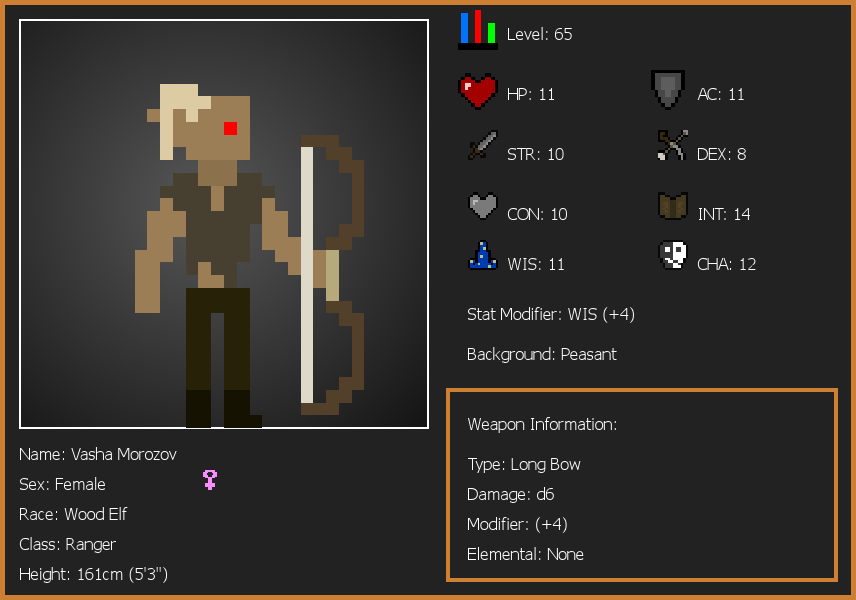 Level: 65
HP: 11
AC: 11
STR: 10
DEX: 8
CON: 10
INT: 14
WIS: 11
CHA: 12
Stat Modifier: WIS (+4)
Background: Peasant
Weapon Information:
Type: Long Bow
Damage: d6
Modifier: (+4)
Elemental: None
Name: Vasha Morozov
Sex: Female
Race: Wood Elf
Class: Ranger
Height: 161cm (5'3")